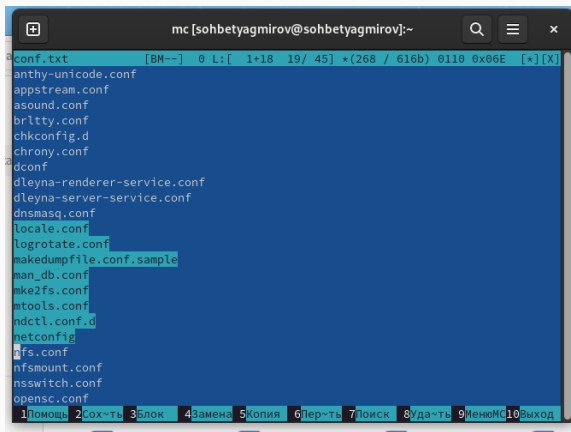 mc [sohbetyagmirov@sohbetyagmirov]:~
conf.txt [BM--] 0 L:[ 1+18 19/ 45] *(268 / 616b) 0110 0x06E [*][X]
anthy-unicode.conf
appstream.conf
asound.conf
brltty.conf
chkconfig.d
chrony.conf
dconf
dleyna-renderer-service.conf
dleyna-server-service.conf
dnsmasq.conf
locale.conf
logrotate.conf
makedumpfile.conf.sample
man_db.conf
mke2fs.conf
mtools.conf
ndctl.conf.d
netconfig
nfs.conf
nfsmount.conf
nsswitch.conf
opensc.conf
1Помощь 2Сох~ть 3Блок 4Замена 5Копия 6Пер~ть 7Поиск 8Уда~ть 9МенюMC 10Выход